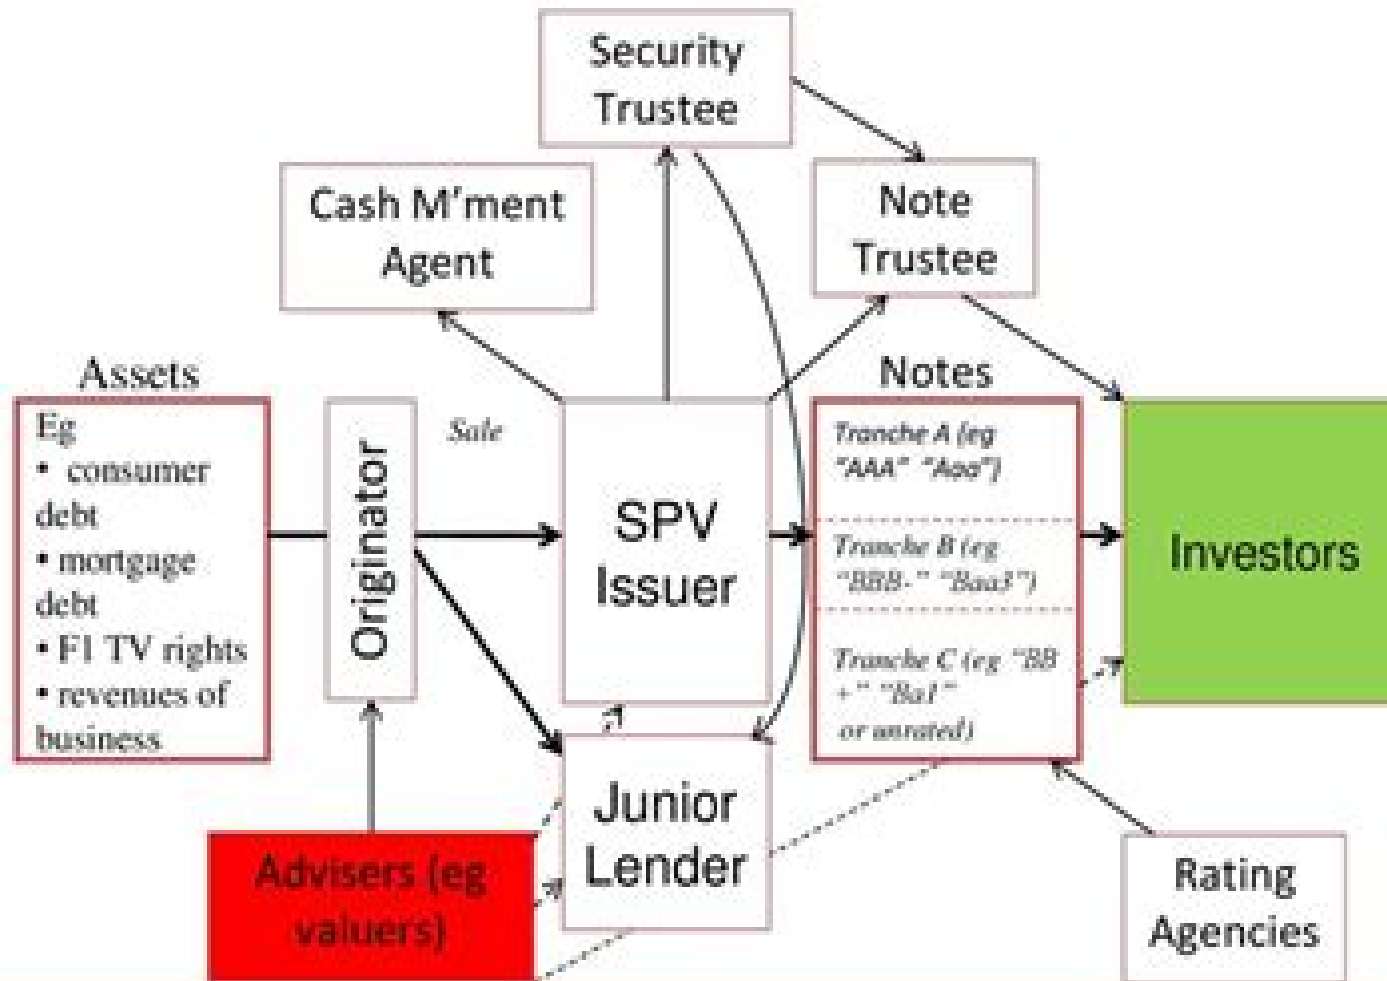 Security
Trustee
Cash M’ment
Agent
Note
Trustee
Assets
Eg
• consumer
debt
• mortgage
debt
• F1 TV rights
• revenues of
business
Originator
Sale
SPV
Issuer
Notes
Tranche A (eg
“AAA” “Aaa”)
Tranche B (eg
“BBB-” “Baa3”)
Tranche C (eg “BB
+” “Ba1”
or unrated)
Investors
Junior
Lender
Advisers (eg
valuers)
Rating
Agencies